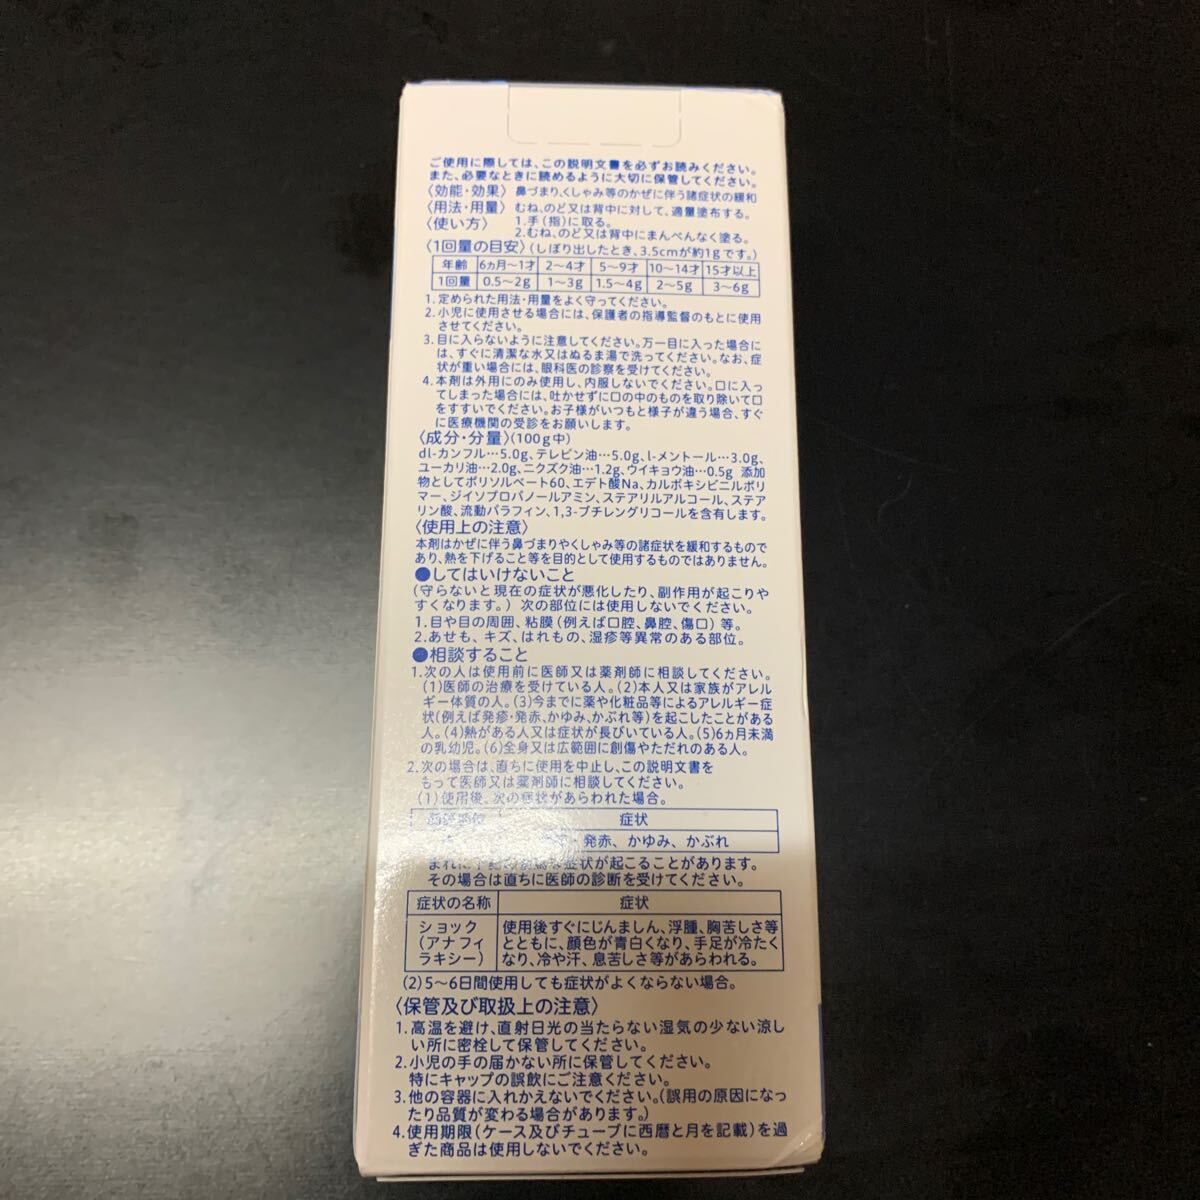 ご使用に際しては、この説明文書を必ずお読みください。
また、必要なときに読めるように大切に保管してください。
〈効能・効果〉 鼻づまり、くしゃみ等のかぜに伴う諸症状の緩和
〈用法・用量〉 むね、のど又は背中に対して、適量塗布する。
〈使い方〉 1.手(指)に取る。
2.むね、のど又は背中にまんべんなく塗る。
〈1回量の目安〉(しぼり出したとき、3.5cmが約1gです。)
年齢 6ヵ月〜1才 2〜4才 5〜9才 10〜14才 15才以上
1回量 0.5〜2g 1〜3g 1.5〜4g 2〜5g 3〜6g
1. 定められた用法・用量をよく守ってください。
2. 小児に使用させる場合には、保護者の指導監督のもとに使用
させてください。
3. 目に入らないように注意してください。万一目に入った場合に
は、すぐに清潔な水又はぬるま湯で洗ってください。なお、症
状が重い場合には、眼科医の診察を受けてください。
4. 本剤は外用にのみ使用し、内服しないでください。口に入っ
てしまった場合には、吐かせずに口の中のものを取り除いて口
をすすいでください。お子様がいつもと様子が違う場合、すぐ
に医療機関の受診をお願いします。
〈成分・分量〉(100g中)
dl-カンフル…5.0g、テレビン油…5.0g、l-メントール…3.0g、
ユーカリ油…2.0g、ニクズク油…1.2g、ウイキョウ油…0.5g 添加
物としてポリソルベート60、エデト酸Na、カルボキシビニルポリ
マー、ジイソプロパノールアミン、ステアリルアルコール、ステア
リン酸、流動パラフィン、1,3-ブチレングリコールを含有します。
〈使用上の注意〉
本剤はかぜに伴う鼻づまりやくしゃみ等の諸症状を緩和するもので
あり、熱を下げること等を目的として使用するものではありません。
●してはいけないこと
(守らないと現在の症状が悪化したり、副作用が起こりや
すくなります。) 次の部位には使用しないでください。
1. 目や目の周囲、粘膜(例えば口腔、鼻腔、傷口)等。
2. あせも、キズ、はれもの、湿疹等異常のある部位。
●相談すること
1. 次の人は使用前に医師又は薬剤師に相談してください。
(1)医師の治療を受けている人。(2)本人又は家族がアレル
ギー体質の人。(3)今までに薬や化粧品等によるアレルギー症
状(例えば発疹・発赤、かゆみ、かぶれ等)を起こしたことがある
人。(4)熱がある人又は症状が長びいている人。(5)6ヵ月未満
の乳幼児。(6)全身又は広範囲に創傷やただれのある人。
2. 次の場合は、直ちに使用を中止し、この説明文書を
もって医師又は薬剤師に相談してください。
(1)使用後、次の症状があらわれた場合。
症状
発赤、かゆみ、かぶれ
症状が起こることがあります。
その場合は直ちに医師の診断を受けてください。
症状の名称 症状
ショック
(アナフィ
ラキシー) 使用後すぐにじんましん、浮腫、胸苦しさ等
とともに、顔色が青白くなり、手足が冷たく
なり、冷や汗、息苦しさ等があらわれる。
(2)5〜6日間使用しても症状がよくならない場合。
〈保管及び取扱上の注意〉
1. 高温を避け、直射日光の当たらない湿気の少ない涼し
い所に密栓して保管してください。
2. 小児の手の届かない所に保管してください。
特にキャップの誤飲にご注意ください。
3. 他の容器に入れかえないでください。(誤用の原因になっ
たり品質が変わる場合があります。)
4. 使用期限(ケース及びチューブに西暦と月を記載)を過
ぎた商品は使用しないでください。